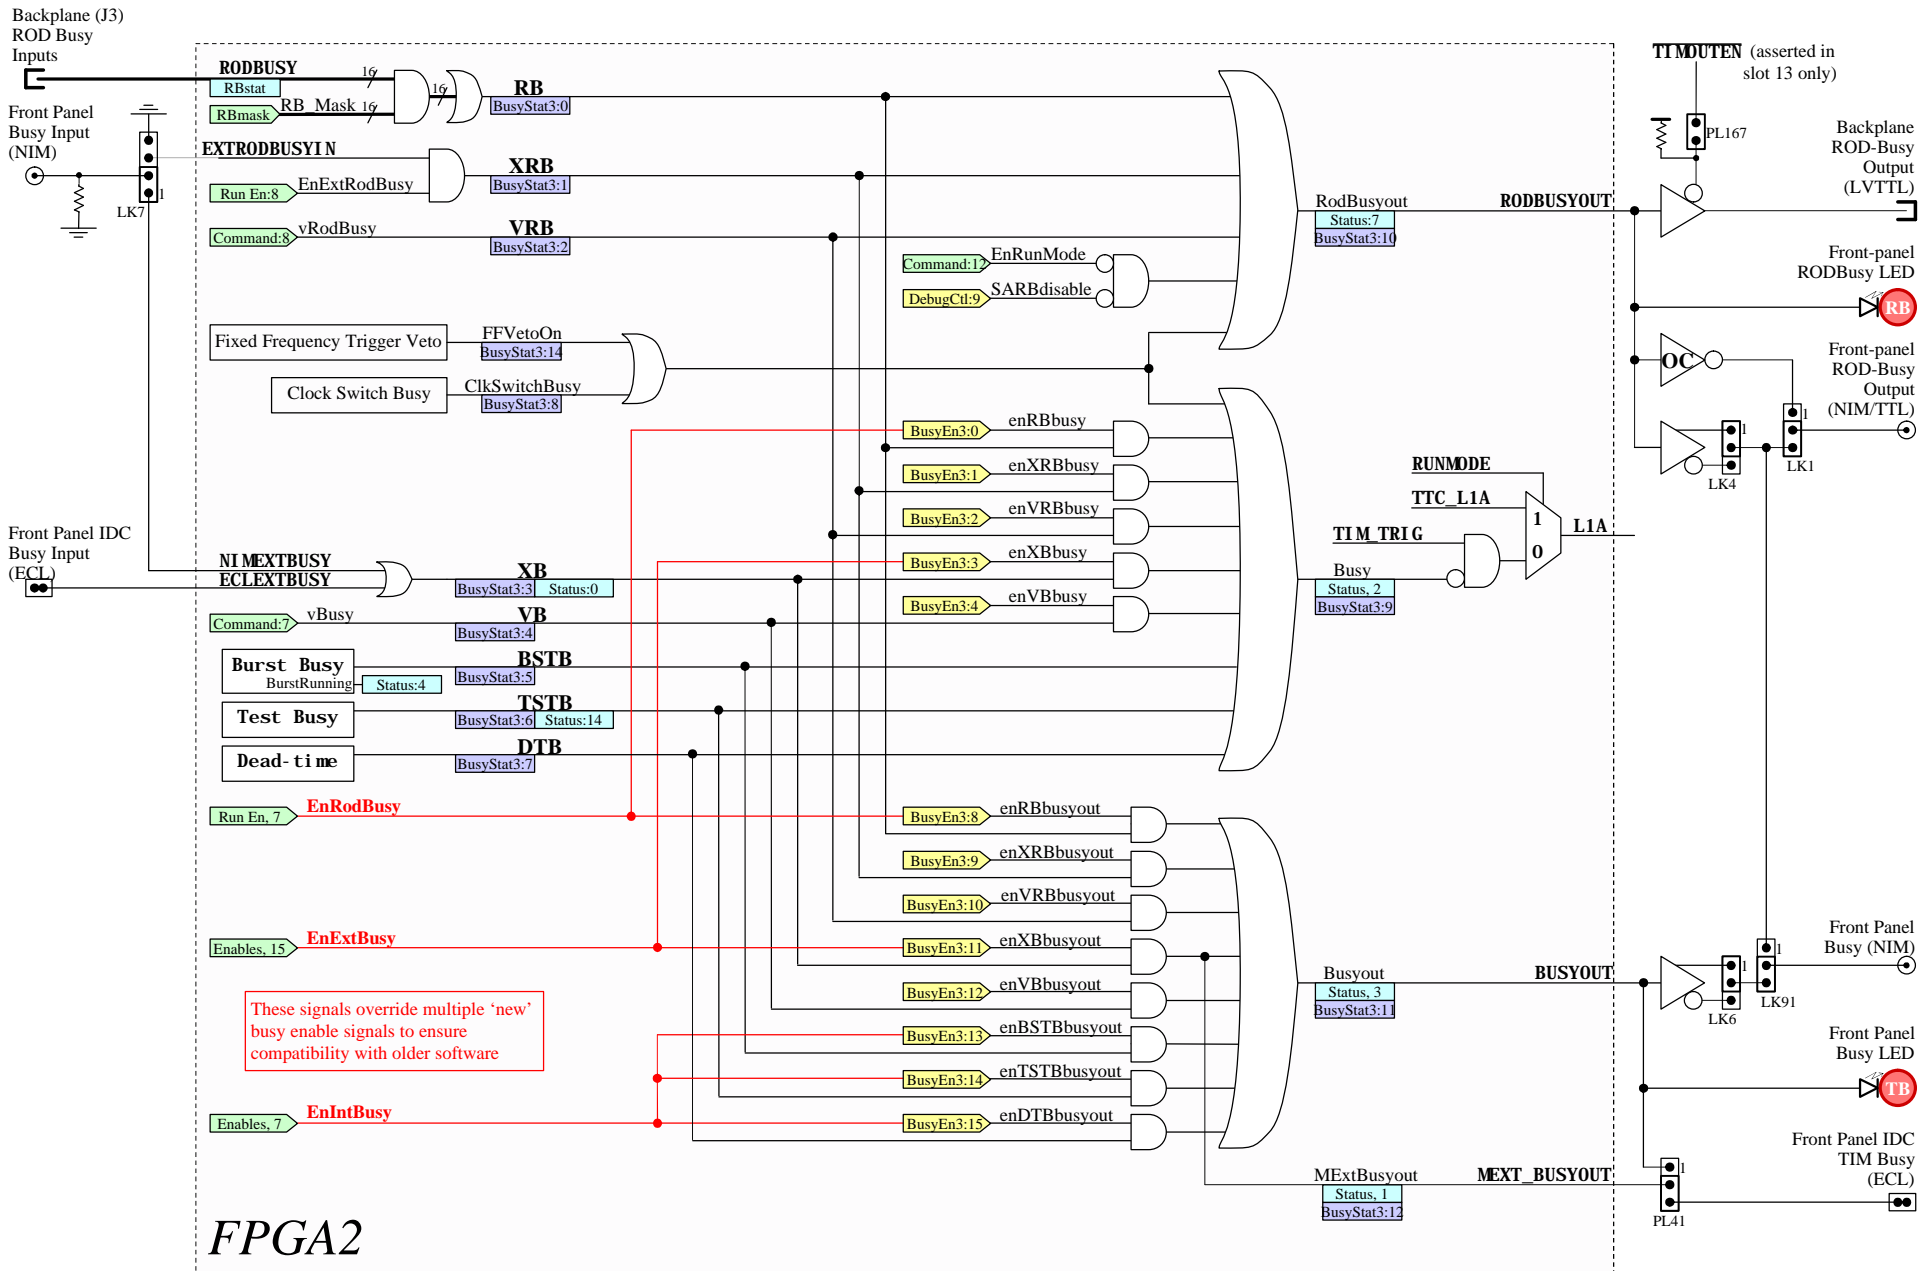 Backplane (J3)
ROD Busy
Inputs
RODBUSY
RBstat
16
RBmask
RB_Mask
16
16
RB
BusyStat3:0
Front Panel
Busy Input
(NIM)
1
LK7
EXTRODBUSYIN
Run En:8
EnExtRodBusy
XRB
BusyStat3:1
Command:8
vRodBusy
VRB
BusyStat3:2
Command:12
EnRunMode
DebugCtl:9
SARBdisable
Fixed Frequency Trigger Veto
FFVetoOn
BusyStat3:14
Clock Switch Busy
ClkSwitchBusy
BusyStat3:8
RodBusyout
Status:7
BusyStat3:10
RODBUSYOUT
TIMOUTEN (asserted in
slot 13 only)
PL167
Backplane
ROD-Busy
Output
(LVTTL)
Front-panel
RODBusy LED
RB
OC
Front-panel
ROD-Busy
Output
(NIM/TTL)
1
LK1
1
LK4
BusyEn3:0
enRBbusy
BusyEn3:1
enXRBbusy
BusyEn3:2
enVRBbusy
BusyEn3:3
enXBbusy
BusyEn3:4
enVBbusy
RUNMODE
TTC_L1A
TIM_TRIG
1
0
L1A
Busy
Status, 2
BusyStat3:9
Front Panel IDC
Busy Input
(ECL)
NIMEXTBUSY
ECLEXTBUSY
XB
BusyStat3:3
Status:0
Command:7
vBusy
VB
BusyStat3:4
Burst Busy
BurstRunning
Status:4
BSTB
BusyStat3:5
Test Busy
TSTB
BusyStat3:6
Status:14
Dead-time
DTB
BusyStat3:7
Run En, 7
EnRodBusy
BusyEn3:8
enRBbusyout
BusyEn3:9
enXRBbusyout
BusyEn3:10
enVRBbusyout
Enables, 15
EnExtBusy
BusyEn3:11
enXBbusyout
BusyEn3:12
enVBbusyout
BusyEn3:13
enBSTBbusyout
BusyEn3:14
enTSTBbusyout
Enables, 7
EnIntBusy
BusyEn3:15
enDTBbusyout
These signals override multiple ‘new’
busy enable signals to ensure
compatibility with older software
Busyout
Status, 3
BusyStat3:11
BUSYOUT
1
LK6
1
LK91
Front Panel
Busy (NIM)
Front Panel
Busy LED
TB
MExtBusyout
Status, 1
BusyStat3:12
MEXT_BUSYOUT
1
PL41
Front Panel IDC
TIM Busy
(ECL)
FPGA2